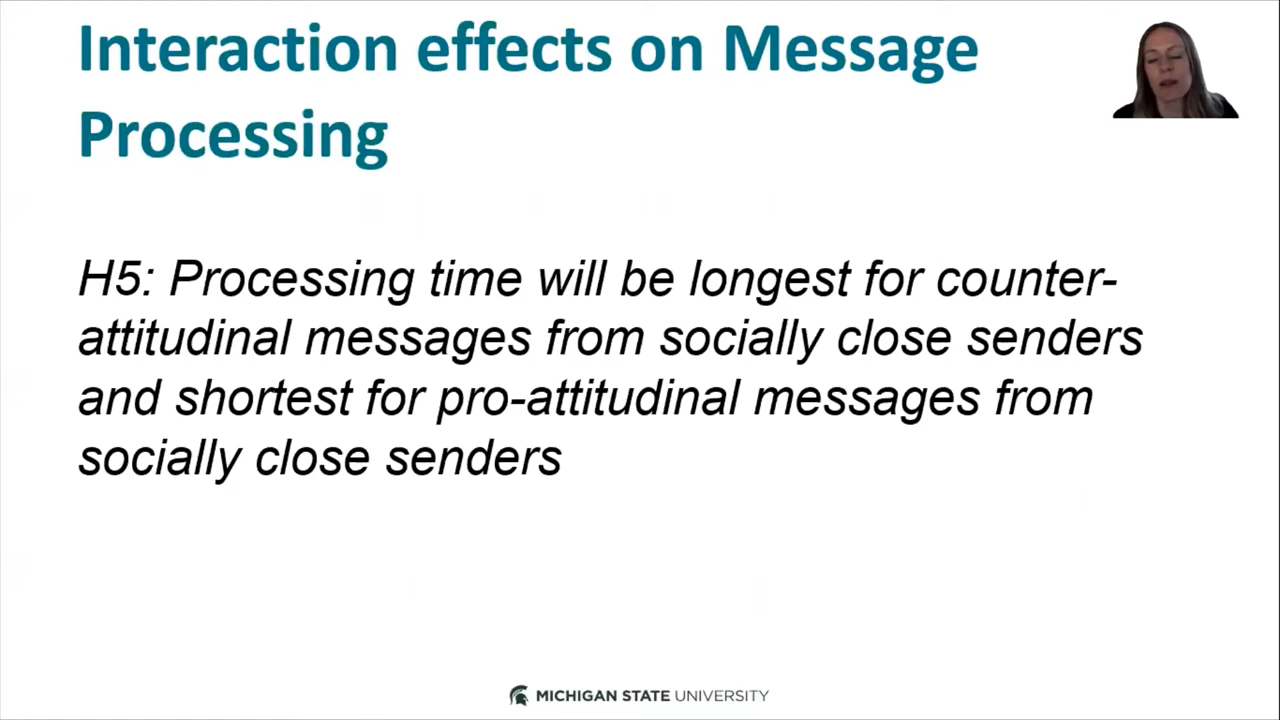 Interaction effects on Message
Processing
H5: Processing time will be longest for counter-
attitudinal messages from socially close senders
and shortest for pro-attitudinal messages from
socially close senders
MICHIGAN STATE UNIVERSITY